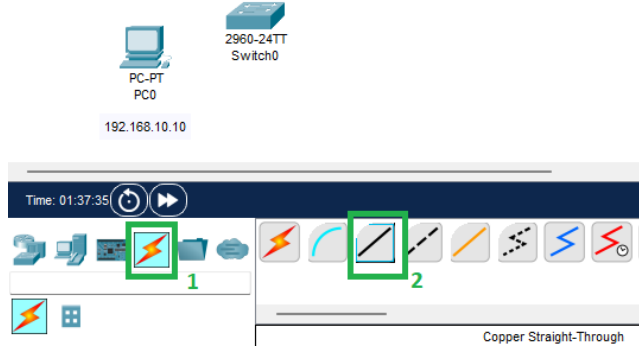 2960-24TT
Switch0
PC-PT
PC0
192.168.10.10
Time: 01:37:35
1
2
Copper Straight-Through